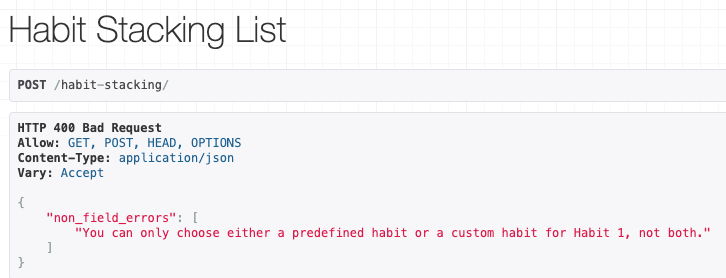 Habit Stacking List
POST /habit-stacking/
HTTP 400 Bad Request
Allow: GET, POST, HEAD, OPTIONS
Content-Type: application/json
Vary: Accept
{
"non_field_errors": [
"You can only choose either a predefined habit or a custom habit for Habit 1, not both."
]
}